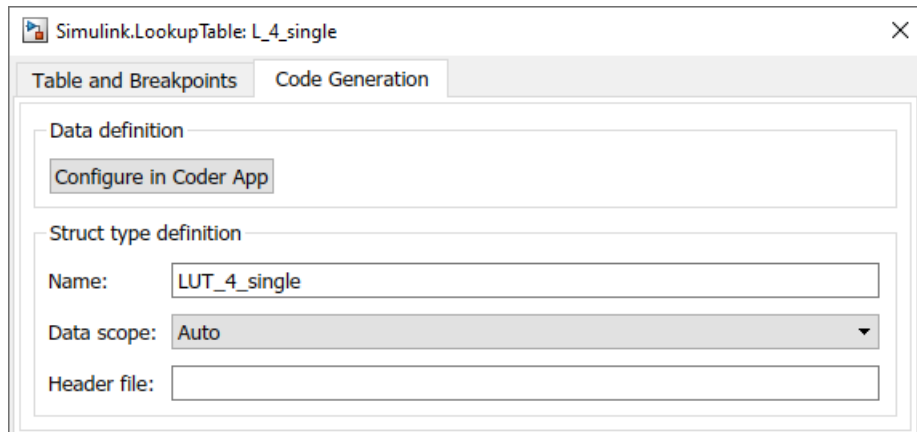 Simulink.LookupTable: L_4_single
Table and Breakpoints Code Generation
Data definition
Configure in Coder App
Struct type definition
Name: LUT_4_single
Data scope: Auto
Header file: